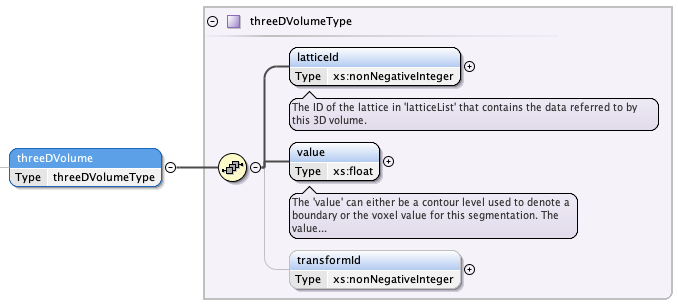 threeDVolumeType
latticeId
Type xs:nonNegativeInteger
The ID of the lattice in 'latticeList' that contains the data referred to by
this 3D volume.
threeDVolume
Type threeDVolumeType
value
Type xs:float
The 'value' can either be a contour level used to denote a
boundary or the voxel value for this segmentation. The
value...
transformId
Type xs:nonNegativeInteger